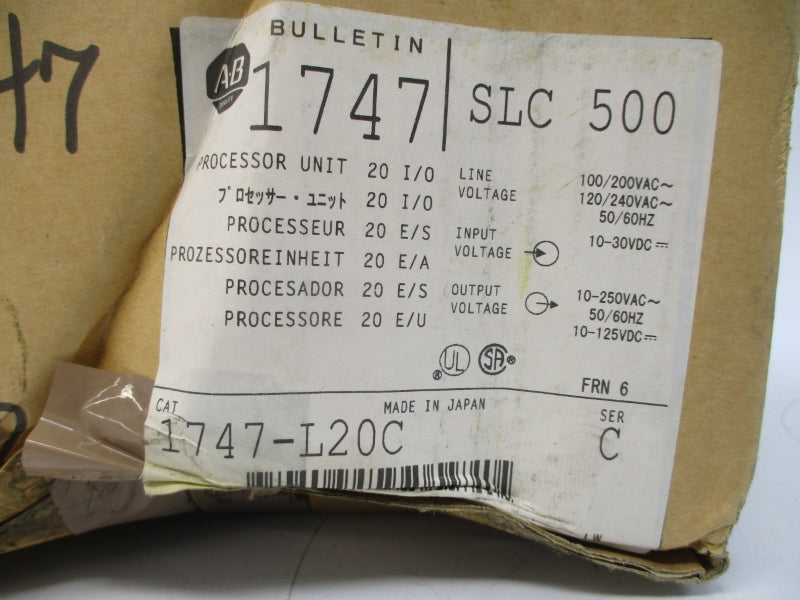 47
BULLETIN
A-B
QUALITY
1747
SLC 500
PROCESSOR UNIT 20 I/O
プロセッサー・ユニット 20 I/O
PROCESSEUR 20 E/S
PROZESSOREINHEIT 20 E/A
PROCESADOR 20 E/S
PROCESSORE 20 E/U
LINE VOLTAGE
100/200VAC~
120/240VAC~
50/60HZ
INPUT VOLTAGE
10-30VDC⎓
OUTPUT VOLTAGE
10-250VAC~
50/60HZ
10-125VDC⎓
UL ®
SA ®
FRN 6
CAT
MADE IN JAPAN
SER
1747-L20C
C